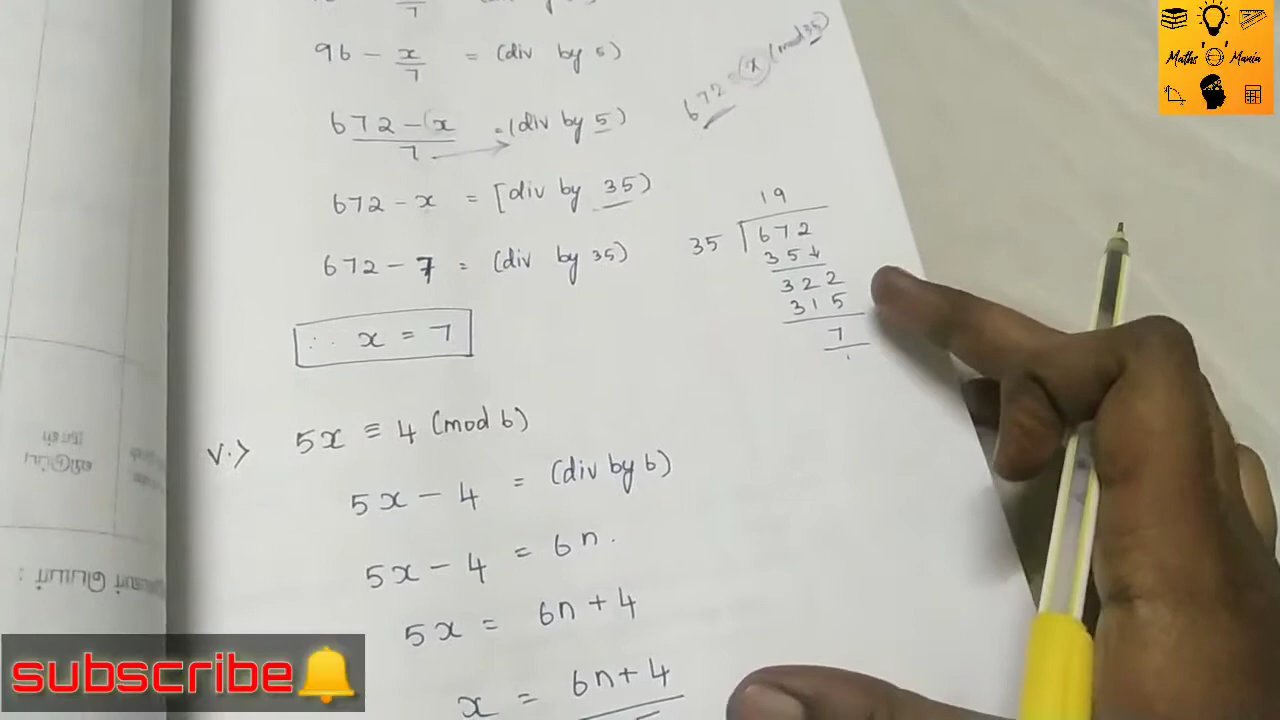 7
96 - x/7 = (div by 5)
672 - x / 7 = (div by 5)
672 ≡ x (mod 35)
672 - x = [div by 35)
672 - 7 = (div by 35)
∴ x = 7
19
35 672
35↓
322
315
7
V.> 5x ≡ 4 (mod 6)
5x - 4 = (div by 6)
5x - 4 = 6n.
5x = 6n + 4
x = 6n+4
Maths Mania
subscribe